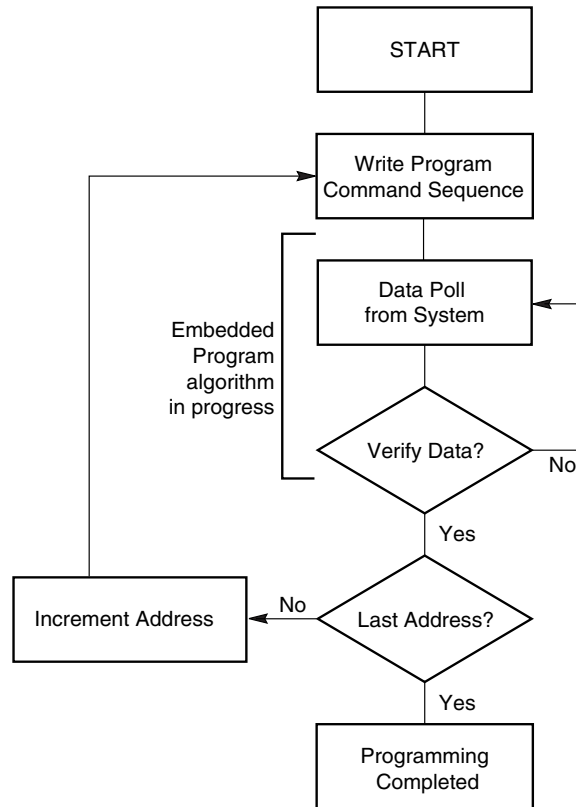 START
Write Program
Command Sequence
Data Poll
from System
Embedded
Program
algorithm
in progress
Verify Data?
No
Yes
Last Address?
No
Increment Address
Yes
Programming
Completed